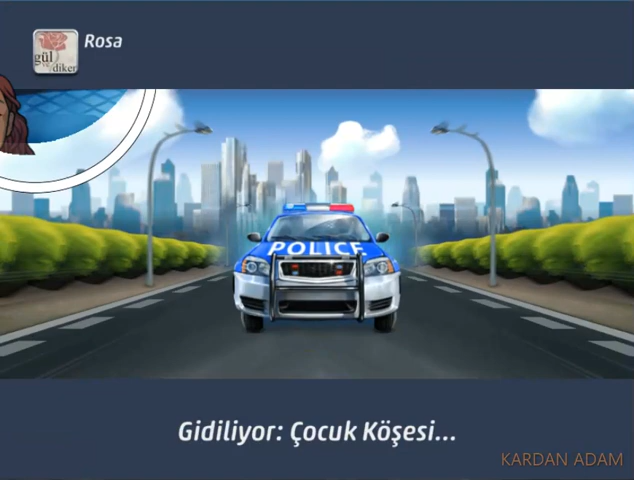 Rosa
gül
diker
POLICE
Gidiliyor: Çocuk Köşesi...
KARDAN ADAM